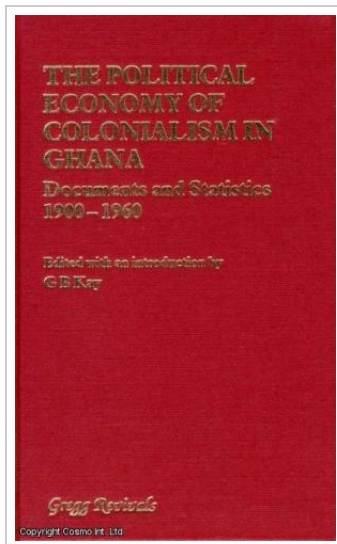 THE POLITICAL
ECONOMY OF
COLONIALISM IN
GHANA
Documents and Statistics
1900–1960
Edited with an introduction by
G B Kay
Gregg Revivals
Copyright Cosmo Int. Ltd